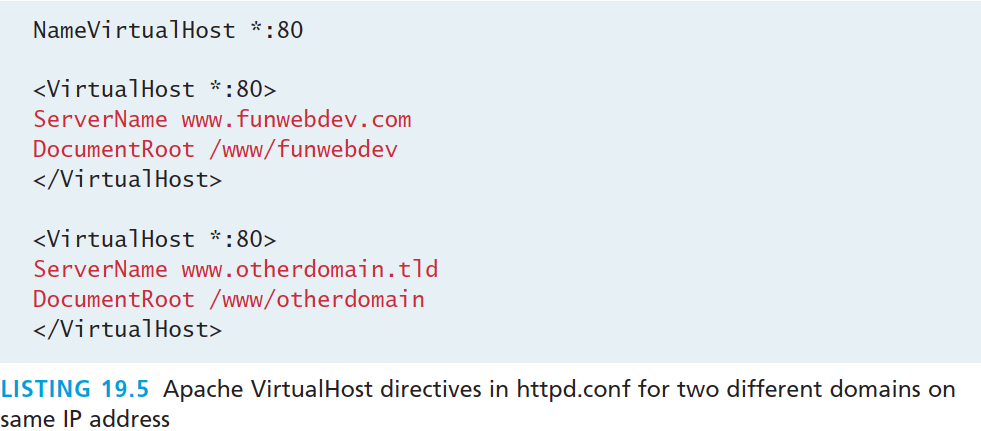 NameVirtualHost *:80
<VirtualHost *:80>
ServerName www.funwebdev.com
DocumentRoot /www/funwebdev
</VirtualHost>
<VirtualHost *:80>
ServerName www.otherdomain.tld
DocumentRoot /www/otherdomain
</VirtualHost>
LISTING 19.5 Apache VirtualHost directives in httpd.conf for two different domains on
same IP address